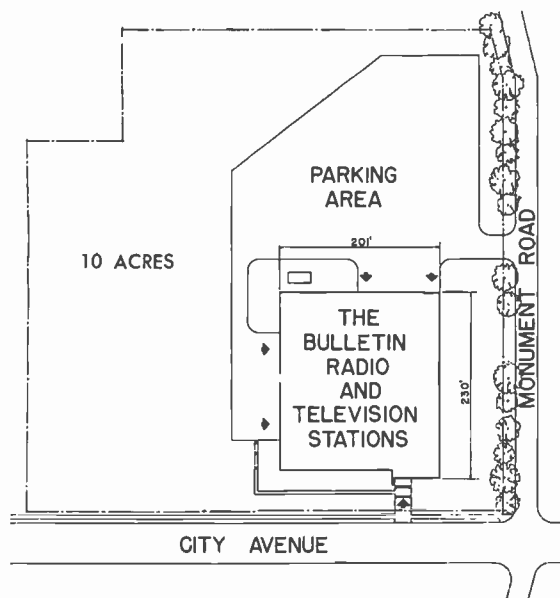 PARKING
AREA
MONUMENT ROAD
201'
10 ACRES
THE
BULLETIN
RADIO
AND
TELEVISION
STATIONS
230'
CITY AVENUE